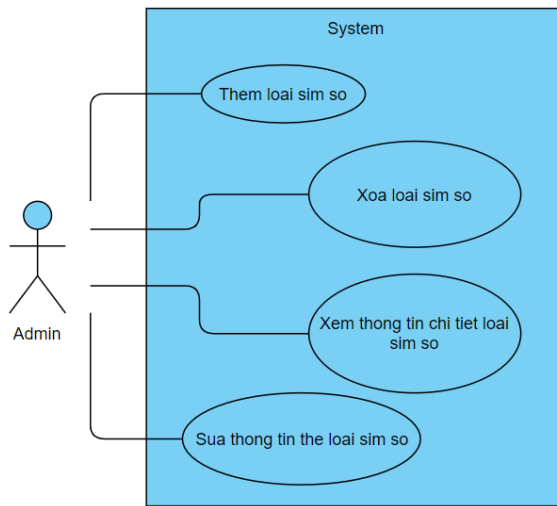 System
Them loai sim so
Xoa loai sim so
Admin
Xem thong tin chi tiet loai
sim so
Sua thong tin the loai sim so